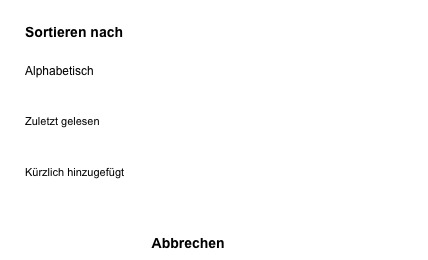 Sortieren nach
Alphabetisch
Zuletzt gelesen
Kürzlich hinzugefügt
Abbrechen